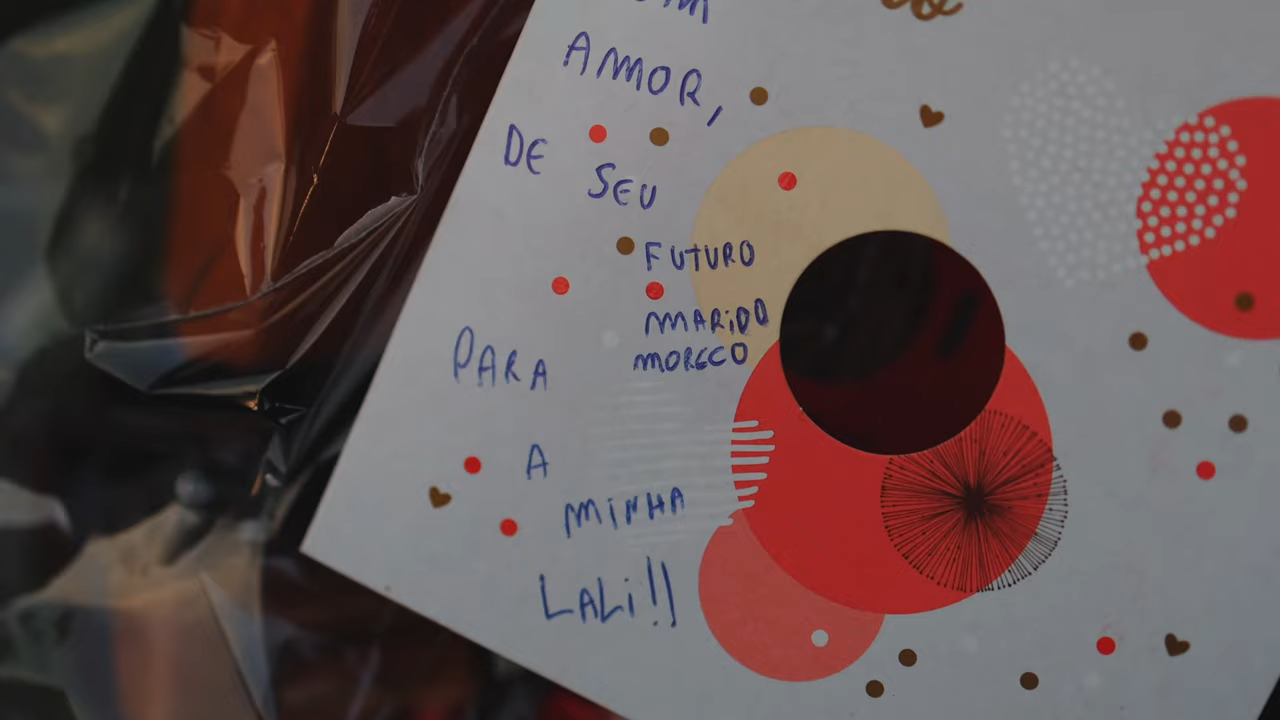 AMOR,
DE SEU
FUTURO
MARIDO
MORECO
PARA
A
MINHA
LALI!!